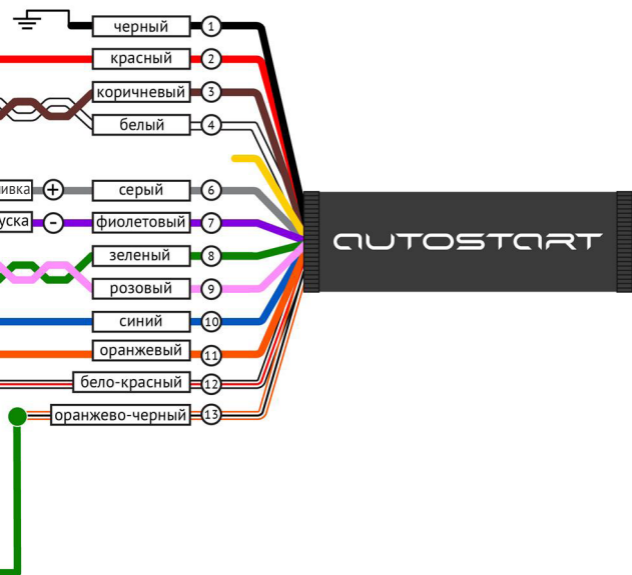 черный 1
красный 2
коричневый 3
белый 4
ивка + серый 6
уска - фиолетовый 7
зеленый 8
розовый 9
синий 10
оранжевый 11
бело-красный 12
оранжево-черный 13
AUTOSTART